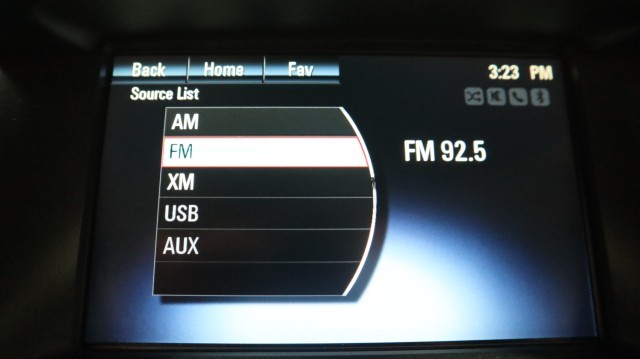 Back Home Fav 3:23 PM
Source List
AM
FM
XM
USB
AUX
FM 92.5